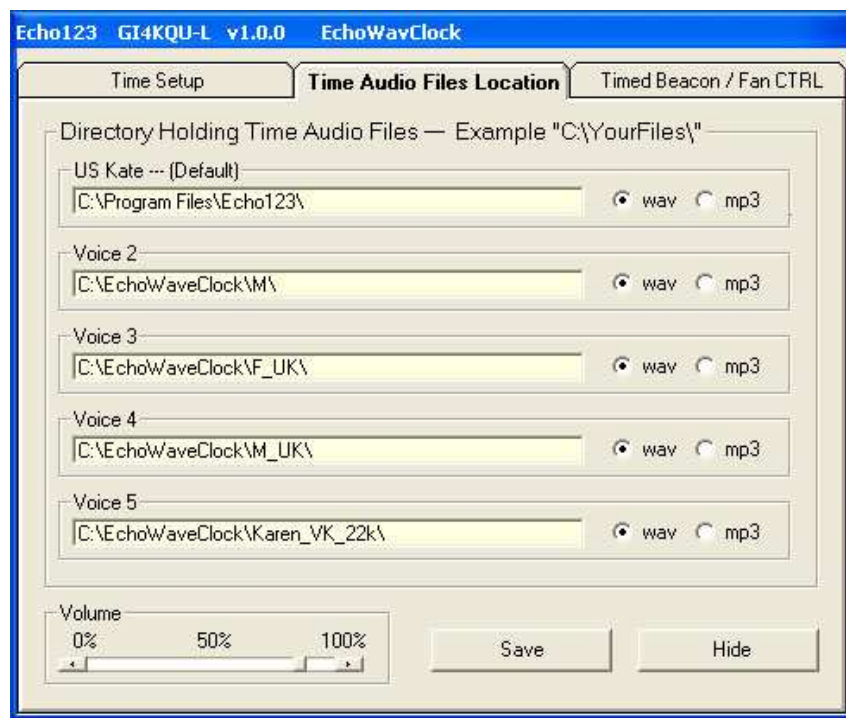 Echo123 GI4KQU-L v1.0.0 EchoWavClock
Time Setup
Time Audio Files Location
Timed Beacon / Fan CTRL
Directory Holding Time Audio Files — Example "C:\YourFiles\"
US Kate --- (Default)
C:\Program Files\Echo123\ wav mp3
Voice 2
C:\EchoWaveClock\M\ wav mp3
Voice 3
C:\EchoWaveClock\F_UK\ wav mp3
Voice 4
C:\EchoWaveClock\M_UK\ wav mp3
Voice 5
C:\EchoWaveClock\Karen_VK_22k\ wav mp3
Volume
0% 50% 100%
Save
Hide